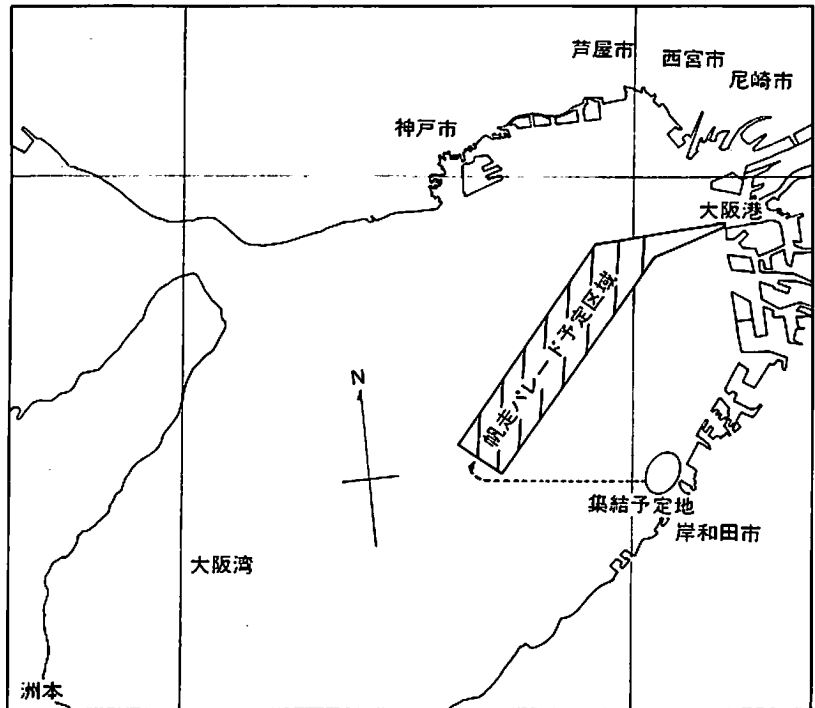 芦屋市
西宮市
尼崎市
神戸市
大阪港
帆走パレード予定区域
N
集結予定地
岸和田市
大阪湾
洲本